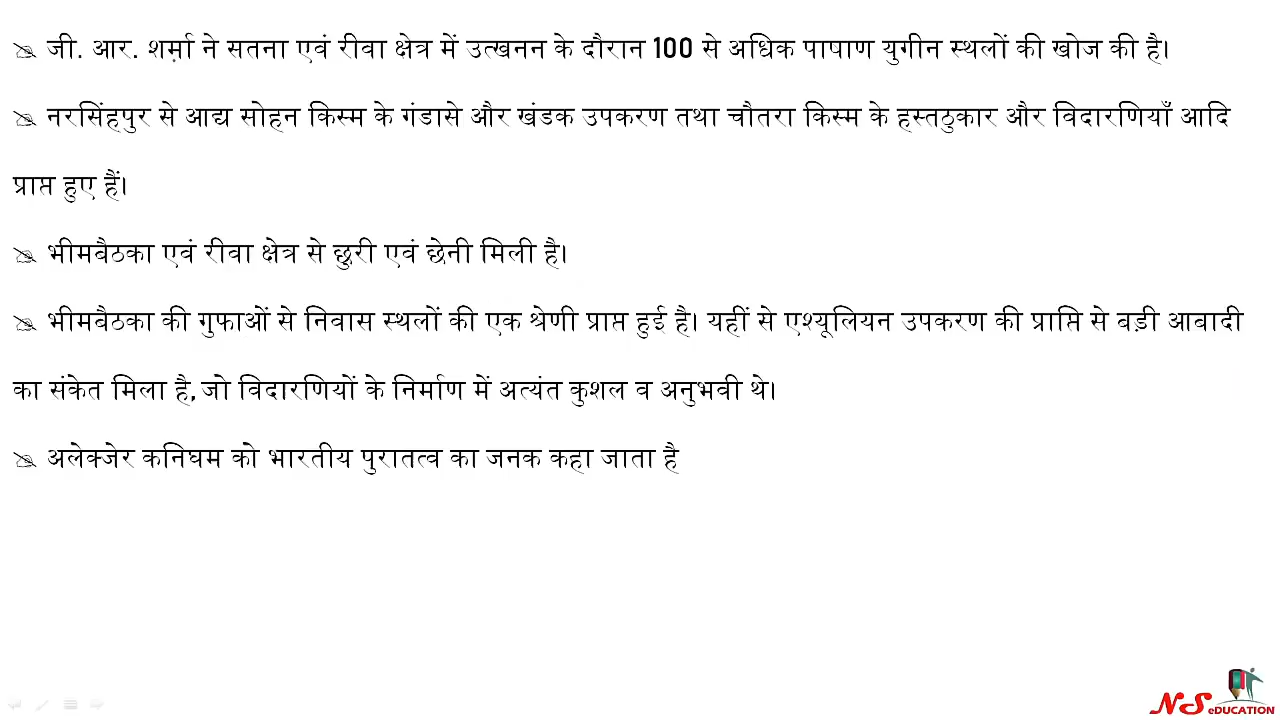 जी. आर. शर्मा ने सतना एवं रीवा क्षेत्र में उत्खनन के दौरान 100 से अधिक पाषाण युगीन स्थलों की खोज की है।
नरसिंहपुर से आद्य सोहन किस्म के गंडासे और खंडक उपकरण तथा चौतरा किस्म के हस्तठुकार और विदारणियाँ आदि
प्राप्त हुए हैं।
भीमबैठका एवं रीवा क्षेत्र से छुरी एवं छेनी मिली है।
भीमबैठका की गुफाओं से निवास स्थलों की एक श्रेणी प्राप्त हुई है। यहीं से एश्यूलियन उपकरण की प्राप्ति से बड़ी आबादी
का संकेत मिला है, जो विदारणियों के निर्माण में अत्यंत कुशल व अनुभवी थे।
अलेक्जेर कनिघम को भारतीय पुरातत्व का जनक कहा जाता है
NS eDUCATION